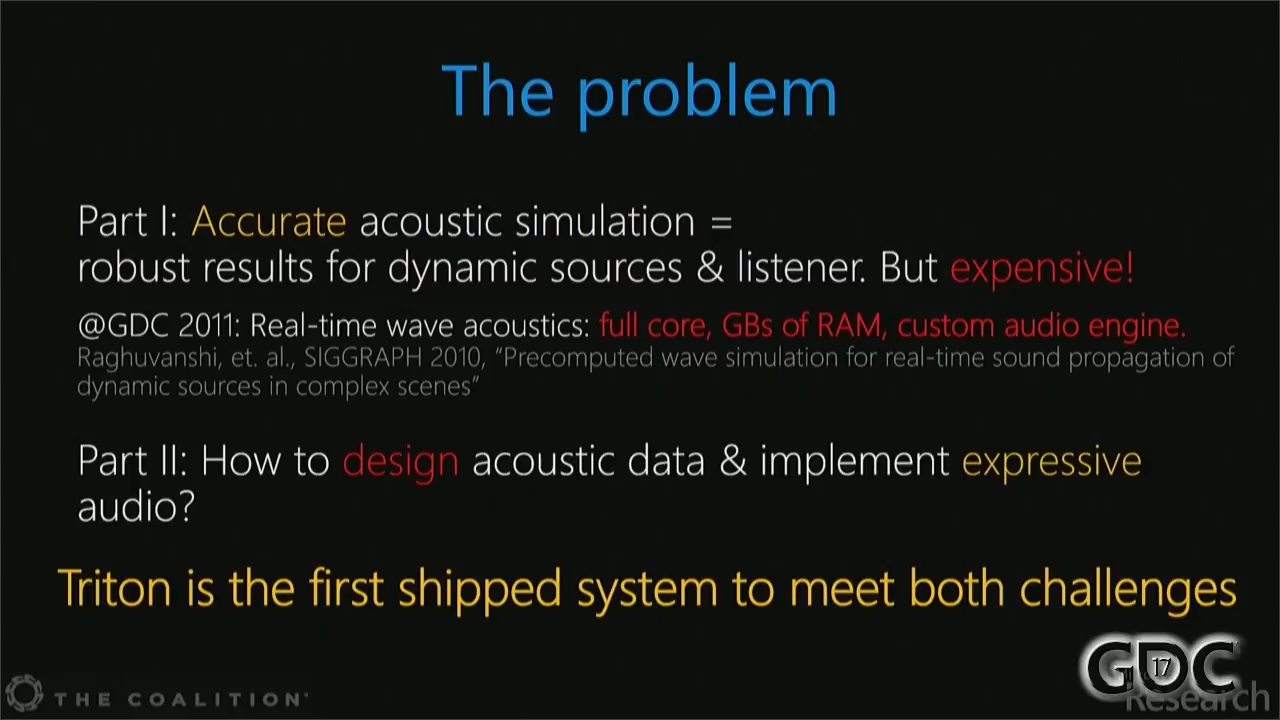 The problem
Part I: Accurate acoustic simulation =
robust results for dynamic sources & listener. But expensive!
@GDC 2011: Real-time wave acoustics: full core, GBs of RAM, custom audio engine.
Raghuvanshi, et. al., SIGGRAPH 2010, “Precomputed wave simulation for real-time sound propagation of
dynamic sources in complex scenes”
Part II: How to design acoustic data & implement expressive
audio?
Triton is the first shipped system to meet both challenges
GDC
17
Research
THE COALITION